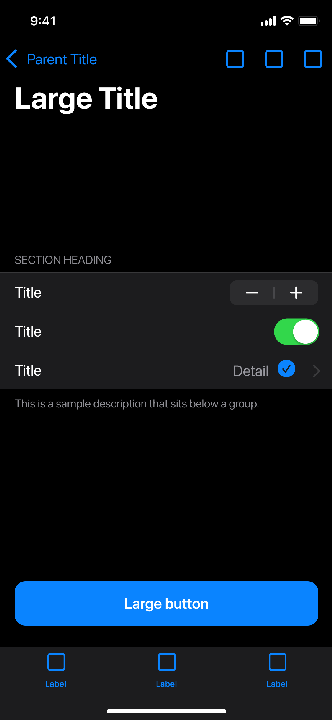 9:41
Parent Title
Large Title
SECTION HEADING
Title
Title
Title Detail
This is a sample description that sits below a group
Large button
Label Label Label